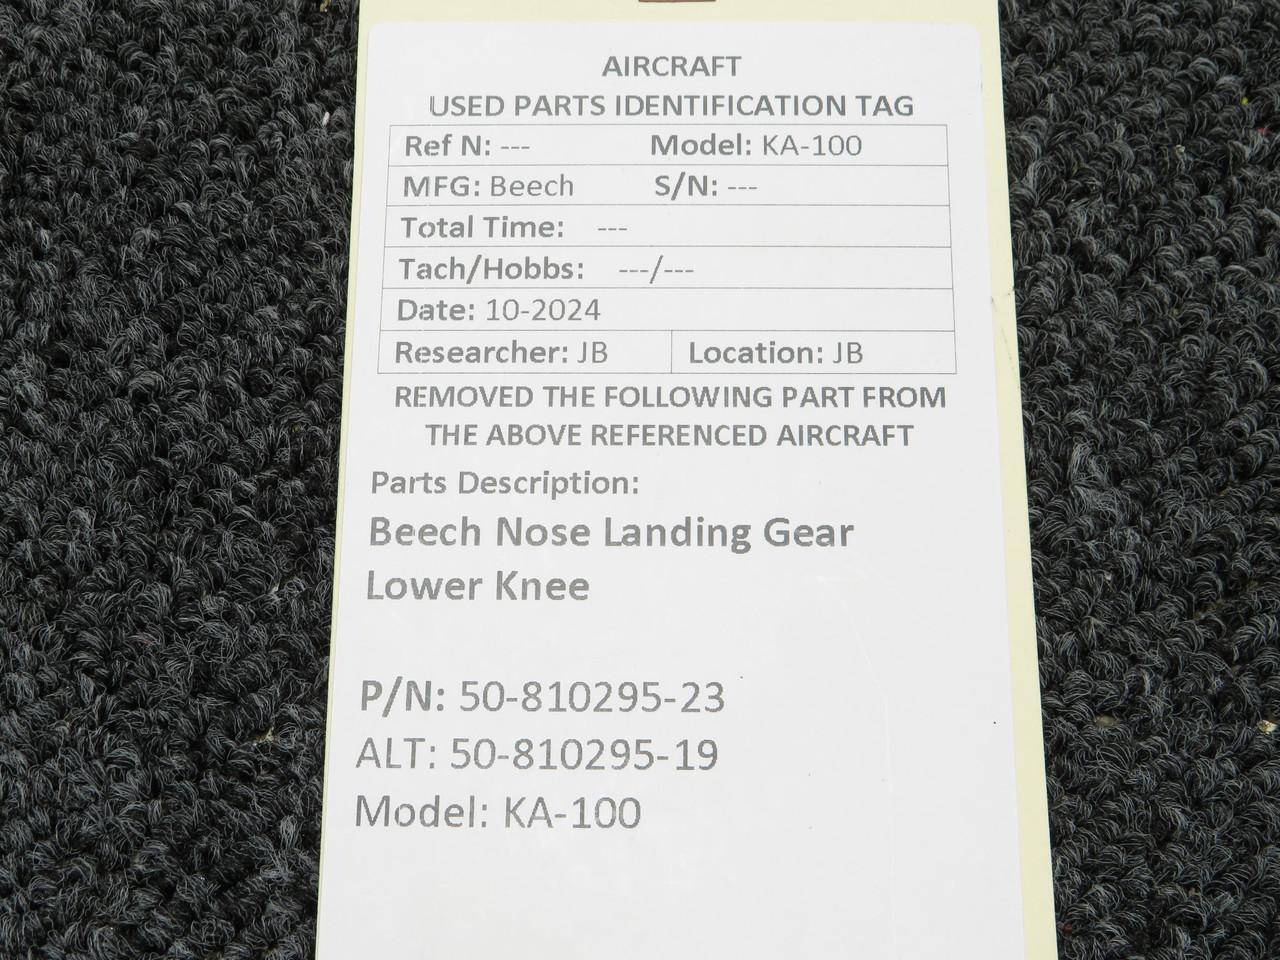 AIRCRAFT
USED PARTS IDENTIFICATION TAG
Ref N: --- Model: KA-100
MFG: Beech S/N: ---
Total Time: ---
Tach/Hobbs: ---/---
Date: 10-2024
Researcher: JB Location: JB
REMOVED THE FOLLOWING PART FROM
THE ABOVE REFERENCED AIRCRAFT
Parts Description:
Beech Nose Landing Gear
Lower Knee
P/N: 50-810295-23
ALT: 50-810295-19
Model: KA-100